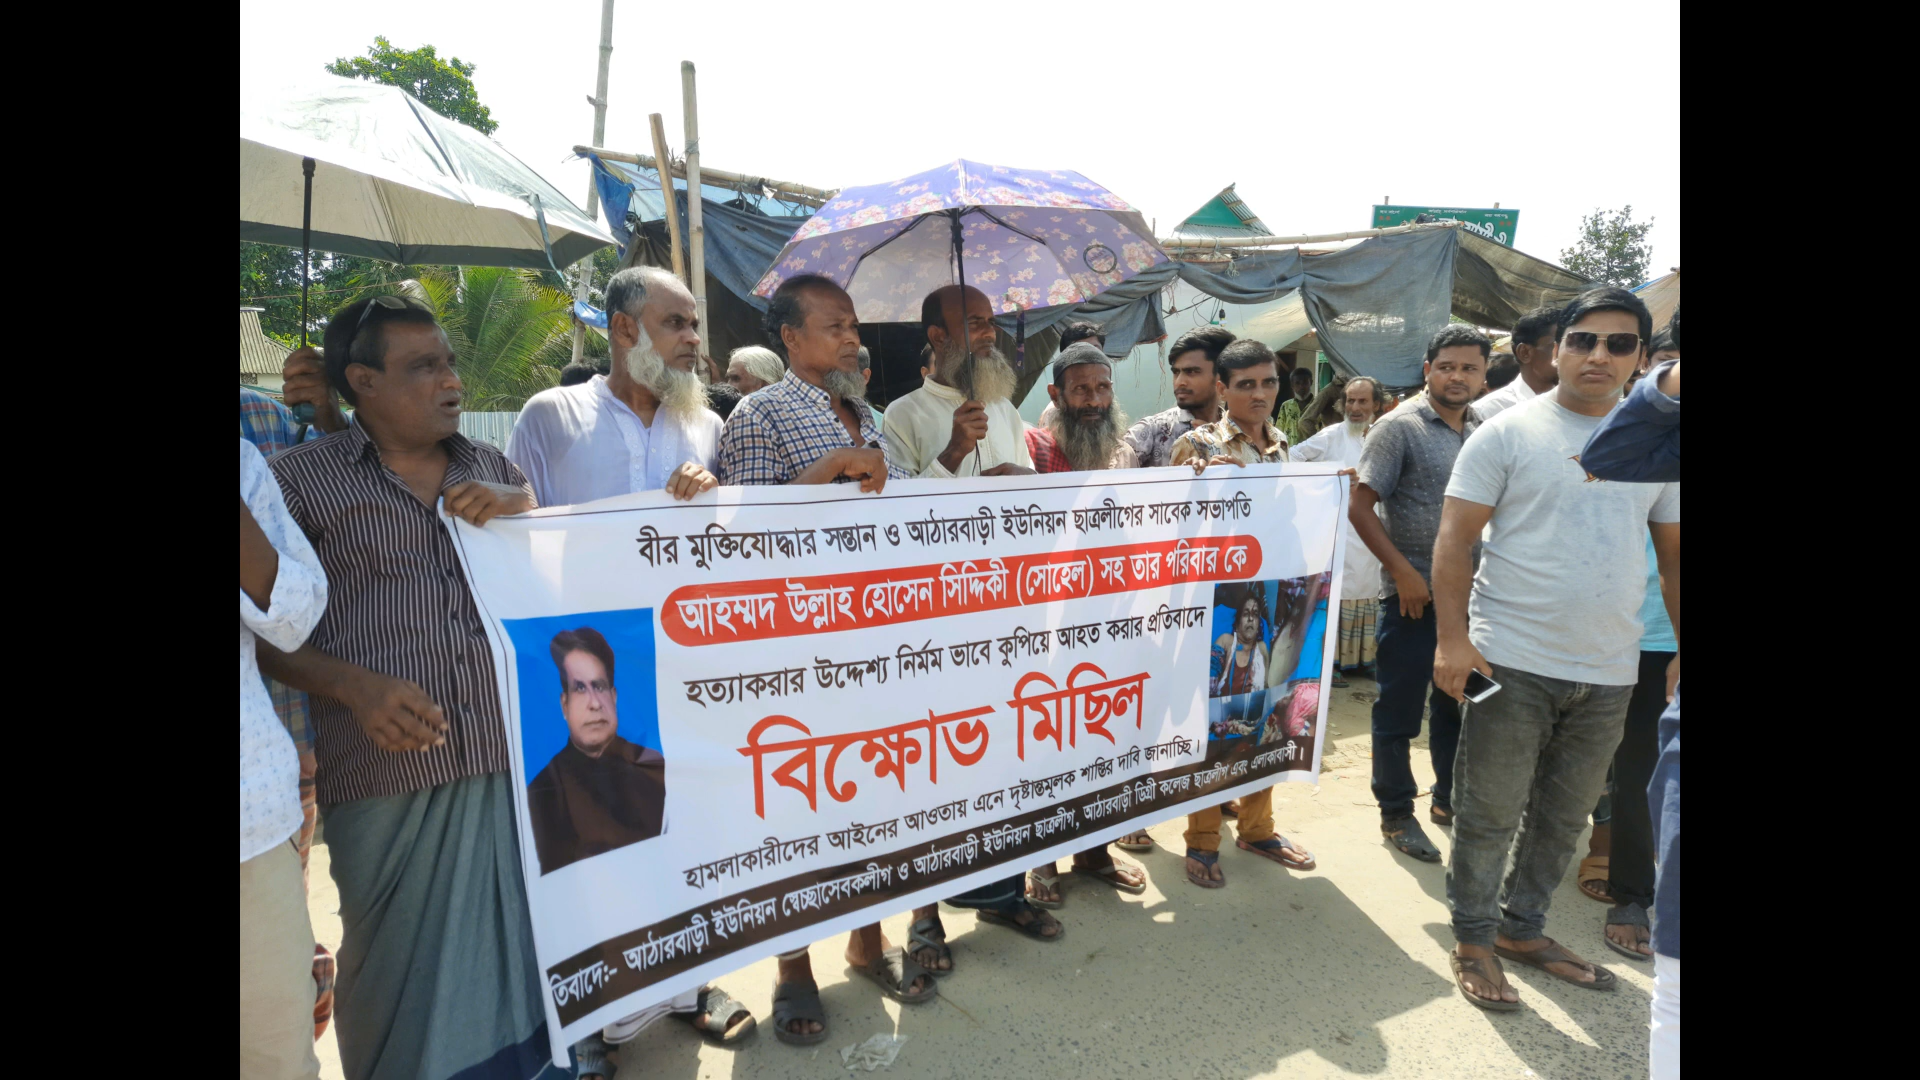 বীর মুক্তিযোদ্ধার সন্তান ও আঠারবাড়ী ইউনিয়ন ছাত্রলীগের সাবেক সভাপতি
আহম্মদ উল্লাহ হোসেন সিদ্দিকী (সোহেল) সহ তার পরিবার কে
হত্যাকরার উদ্দেশ্য নির্মম ভাবে কুপিয়ে আহত করার প্রতিবাদে
বিক্ষোভ মিছিল
হামলাকারীদের আইনের আওতায় এনে দৃষ্টান্তমূলক শাস্তির দাবি জানাচ্ছি।
তিবাদে:- আঠারবাড়ী ইউনিয়ন স্বেচ্ছাসেবকলীগ ও আঠারবাড়ী ইউনিয়ন ছাত্রলীগ, আঠারবাড়ী ডিগ্রী কলেজ ছাত্রলীগ এবং এলাকাবাসী।